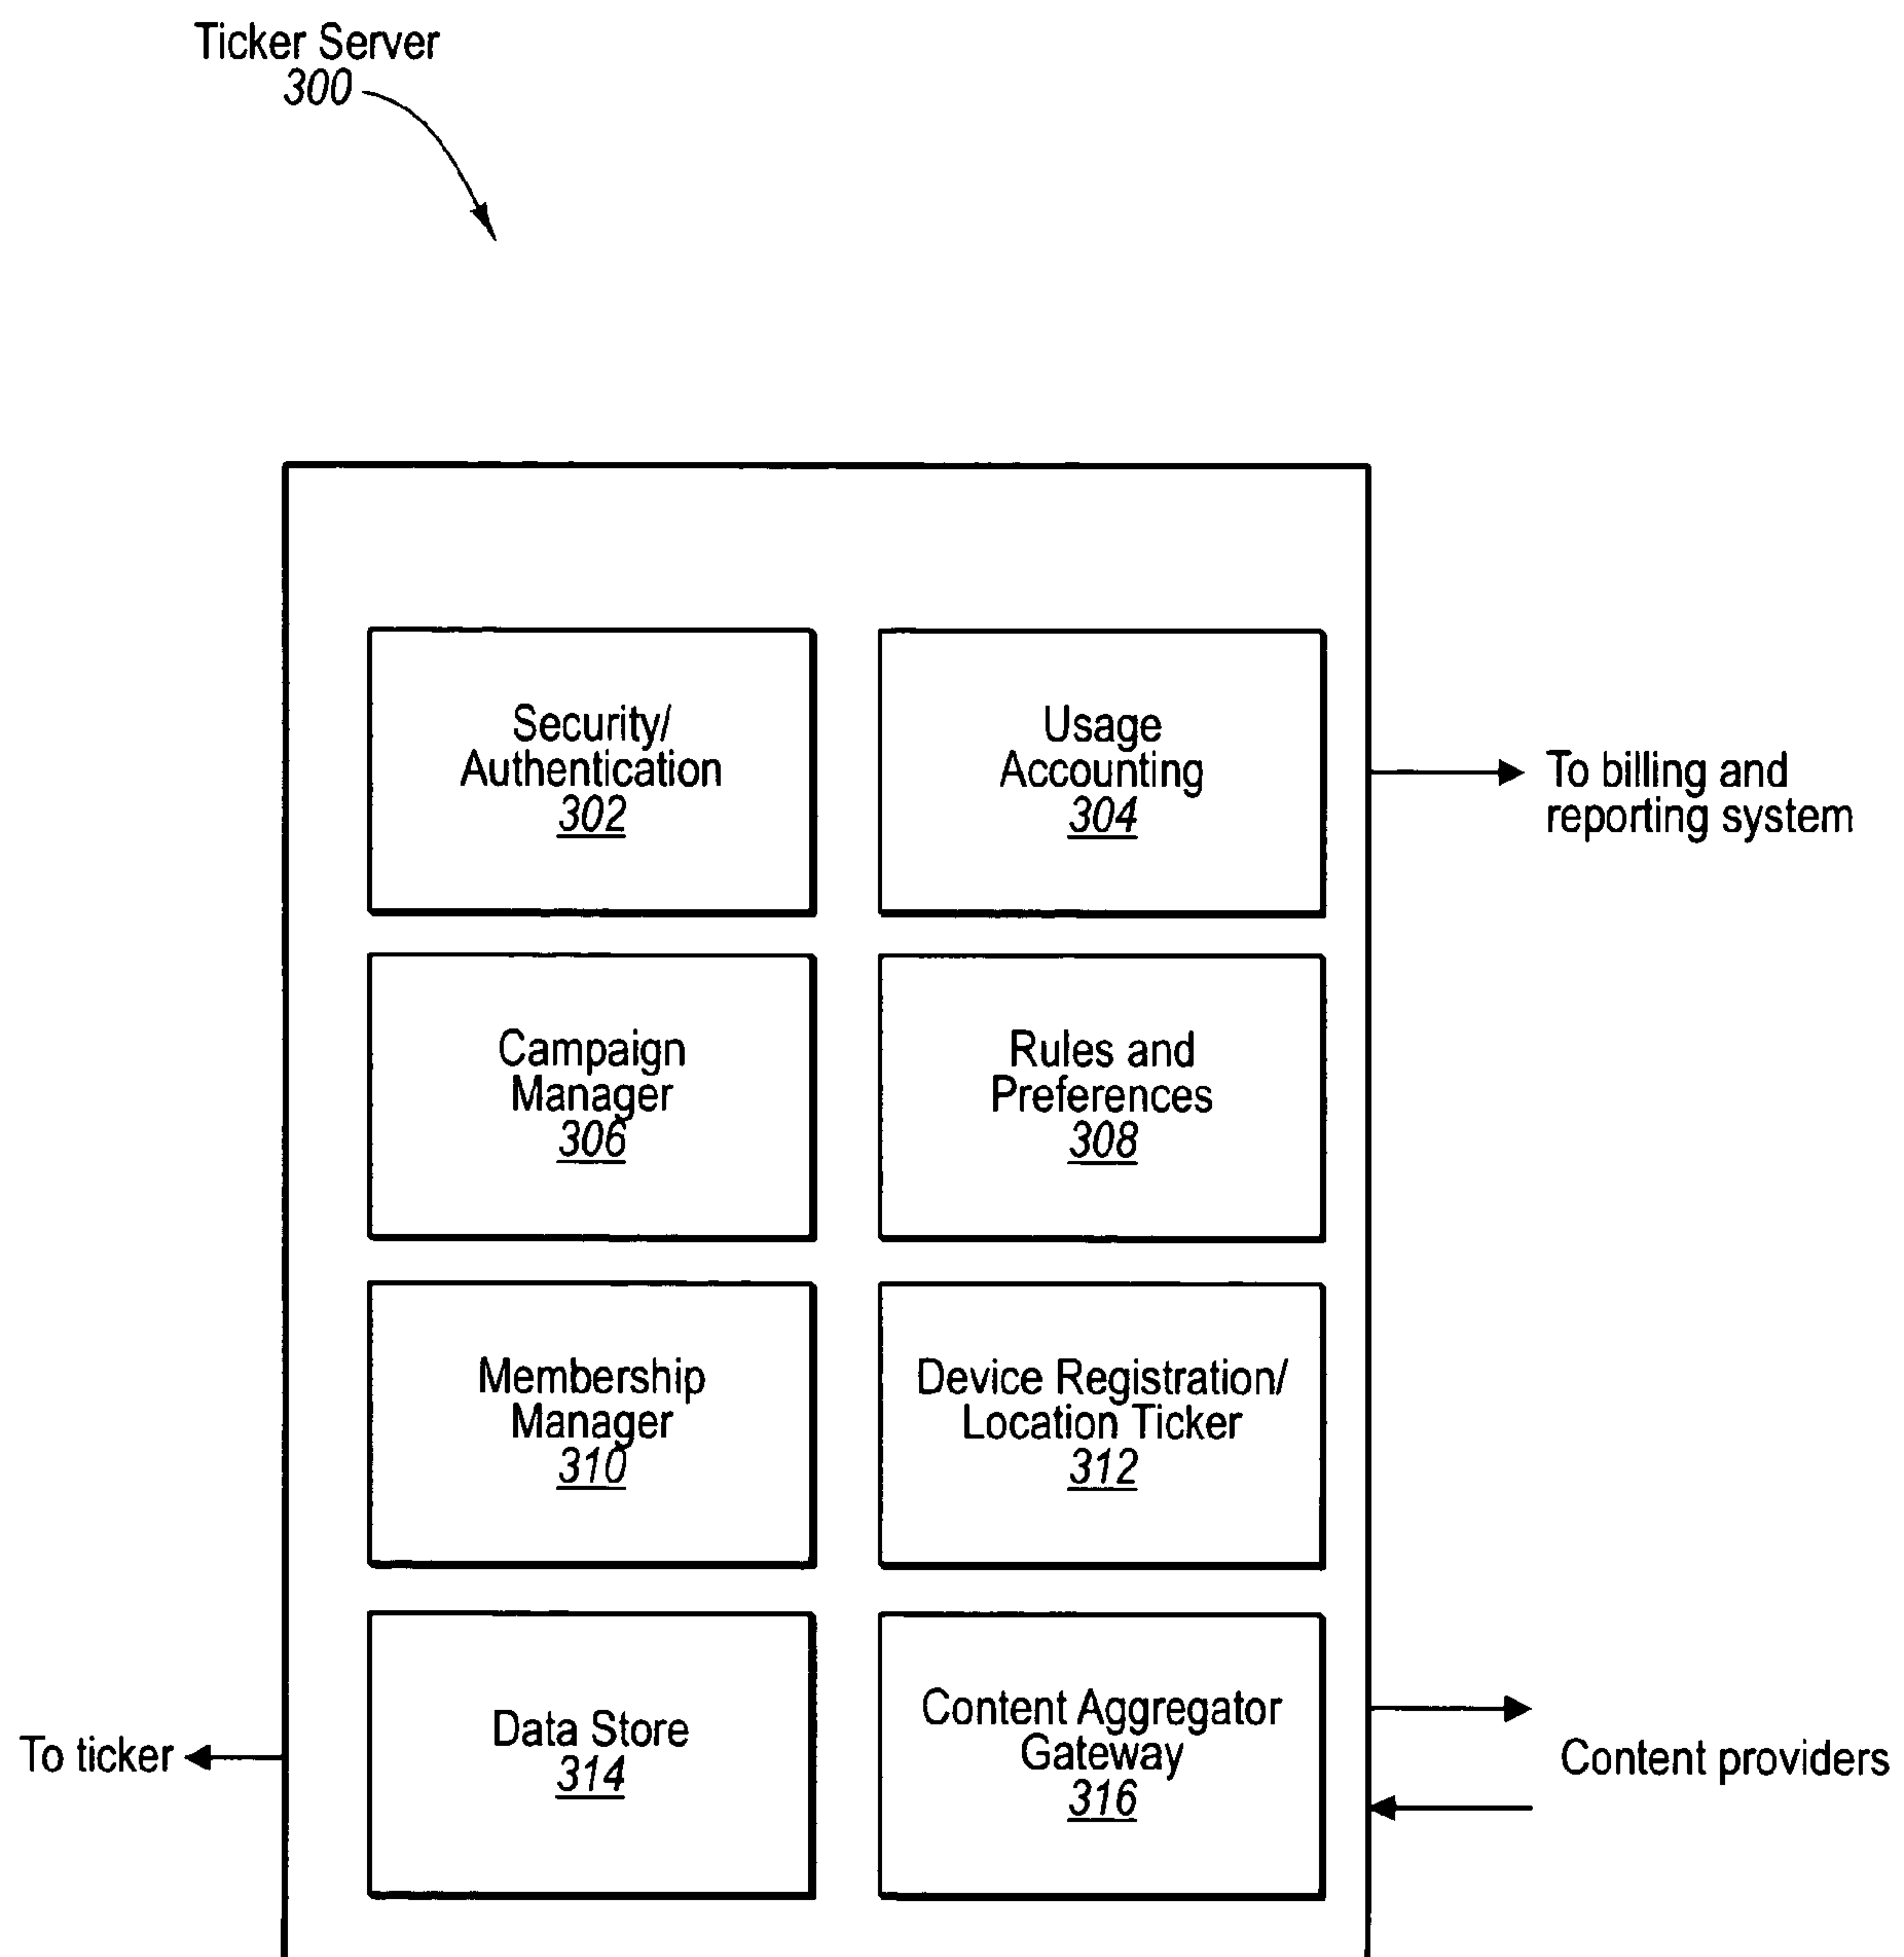 Ticker Server
300
Security/
Authentication
302
Usage
Accounting
304
To billing and
reporting system
Campaign
Manager
306
Rules and
Preferences
308
Membership
Manager
310
Device Registration/
Location Ticker
312
To ticker
Data Store
314
Content Aggregator
Gateway
316
Content providers